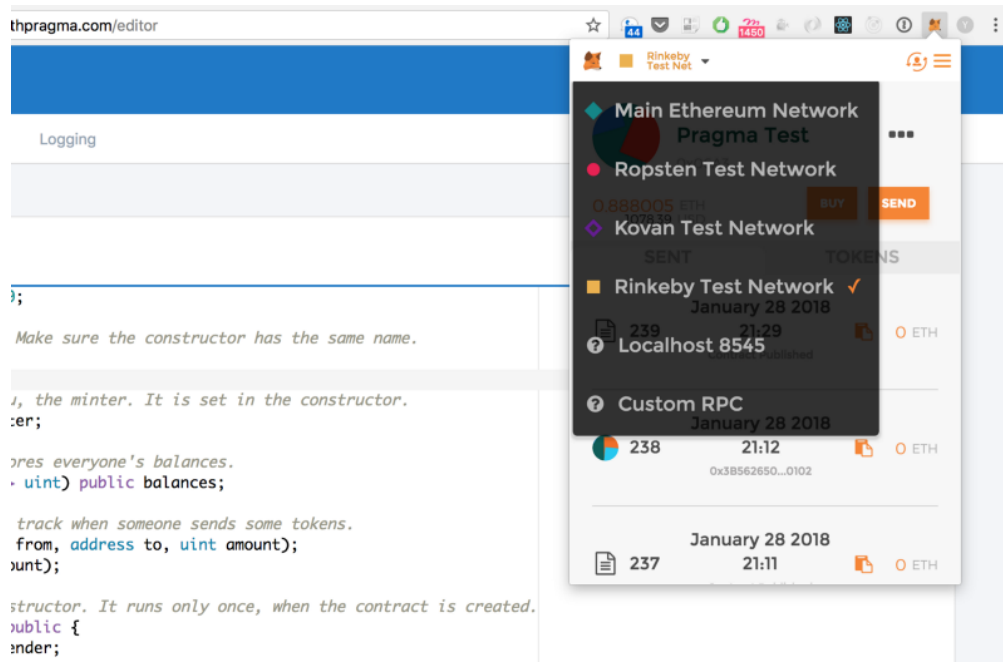 thpragma.com/editor
44
1450
Rinkeby
Test Net
Logging
Main Ethereum Network
Pragma Test
Ropsten Test Network
0.888005 ETH
1078.39
BUY
SEND
Kovan Test Network
SENT
TOKENS
Rinkeby Test Network
January 28 2018
239
21:29
0 ETH
Contract Published
Localhost 8545
Custom RPC
January 28 2018
238
21:12
0 ETH
0x3B562650...0102
January 28 2018
237
21:11
0 ETH
Make sure the constructor has the same name.
, the minter. It is set in the constructor.
ter;
ores everyone's balances.
uint) public balances;
track when someone sends some tokens.
from, address to, uint amount);
ount);
structor. It runs only once, when the contract is created.
public {
ender;